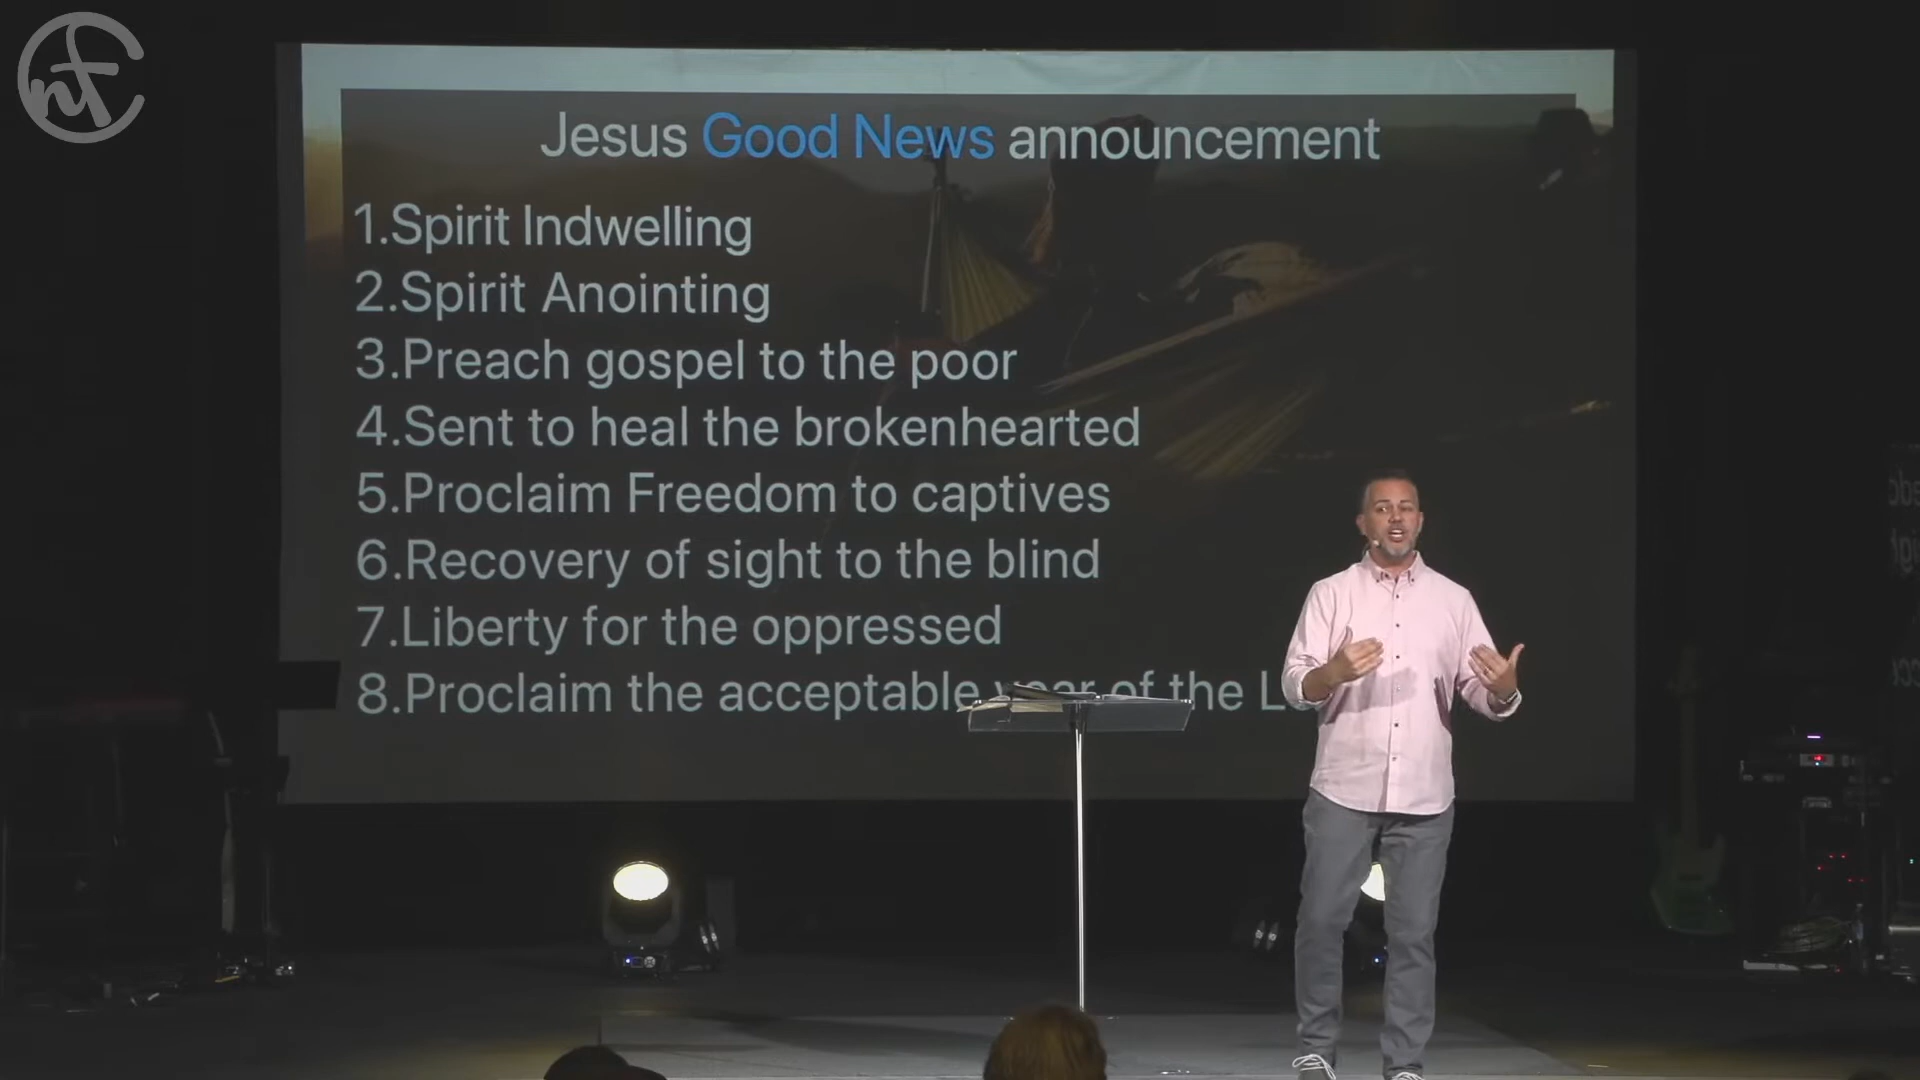 Jesus Good News announcement
1.Spirit Indwelling
2.Spirit Anointing
3.Preach gospel to the poor
4.Sent to heal the brokenhearted
5.Proclaim Freedom to captives
6.Recovery of sight to the blind
7.Liberty for the oppressed
8.Proclaim the acceptable year of the